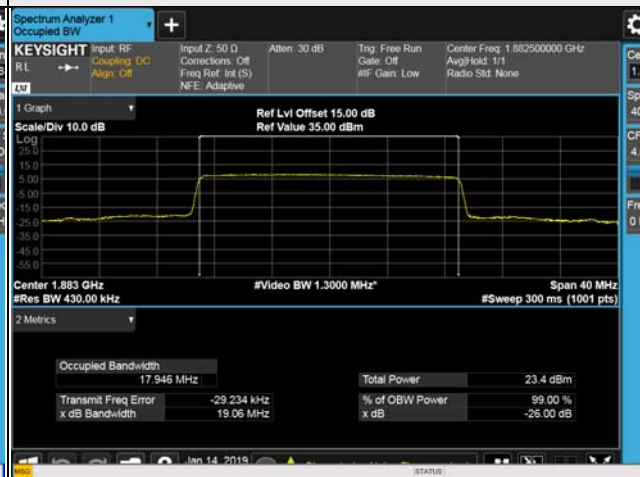 Spectrum Analyzer 1
Occupied BW
+
KEYSIGHT
RL
LXI
Input: RF
Coupling: DC
Align: Off
Input Z: 50 Ω
Corrections: Off
Freq Ref: Int (S)
NFE: Adaptive
Atten: 30 dB
Trig: Free Run
Gate: Off
#IF Gain: Low
Center Freq: 1.882500000 GHz
Avg|Hold: 1/1
Radio Std: None
1 Graph
Scale/Div 10.0 dB
Ref Lvl Offset 15.00 dB
Ref Value 35.00 dBm
Log
25.0
15.0
5.00
-5.00
-15.0
-25.0
-35.0
-45.0
-55.0
Center 1.883 GHz
#Res BW 430.00 kHz
#Video BW 1.3000 MHz*
Span 40 MHz
#Sweep 300 ms (1001 pts)
2 Metrics
Occupied Bandwidth
17.946 MHz
Total Power 23.4 dBm
Transmit Freq Error -29.234 kHz
% of OBW Power 99.00 %
x dB Bandwidth 19.06 MHz
x dB -26.00 dB
Jan 14, 2019
MSG
STATUS